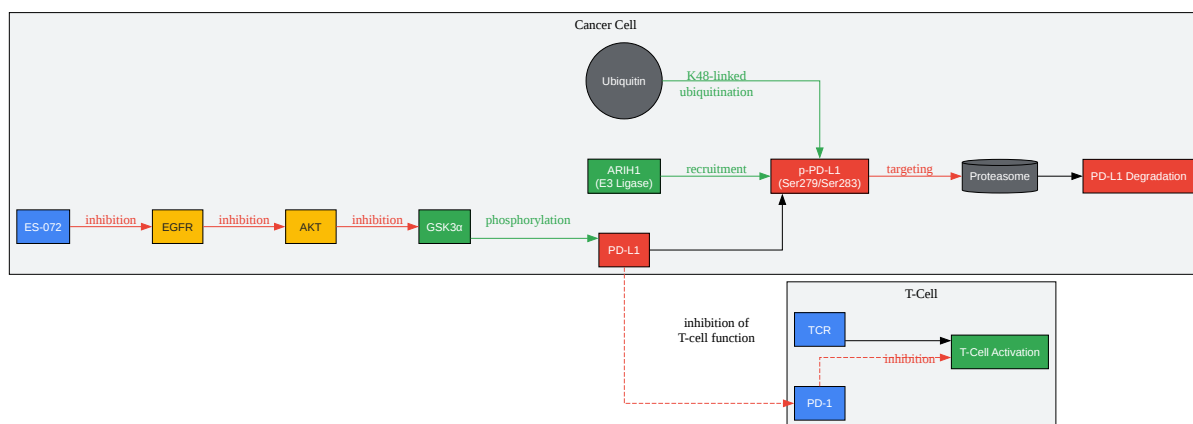 Cancer Cell
Ubiquitin
K48-linked
ubiquitination
ARIH1
(E3 Ligase)
recruitment
p-PD-L1
(Ser279/Ser283)
targeting
Proteasome
PD-L1 Degradation
ES-072
inhibition
EGFR
inhibition
AKT
inhibition
GSK3α
phosphorylation
PD-L1
inhibition of
T-cell function
T-Cell
TCR
T-Cell Activation
inhibition
PD-1